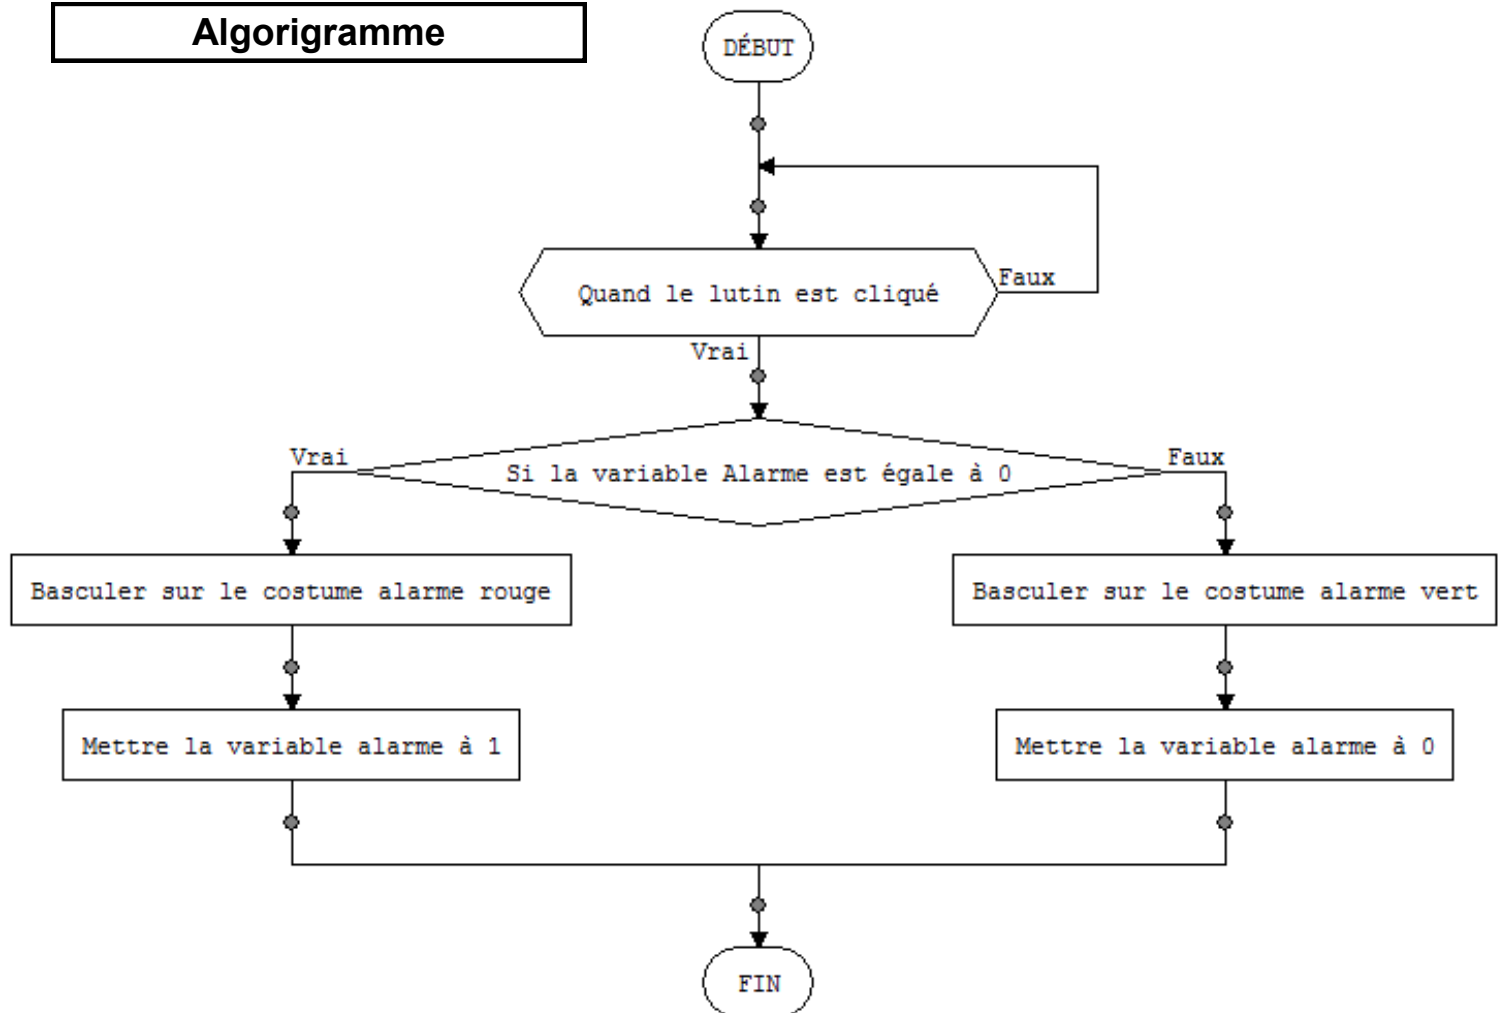 Algorigramme
DÉBUT
Quand le lutin est cliqué
Faux
Vrai
Vrai
Si la variable Alarme est égale à 0
Faux
Basculer sur le costume alarme rouge
Basculer sur le costume alarme vert
Mettre la variable alarme à 1
Mettre la variable alarme à 0
FIN